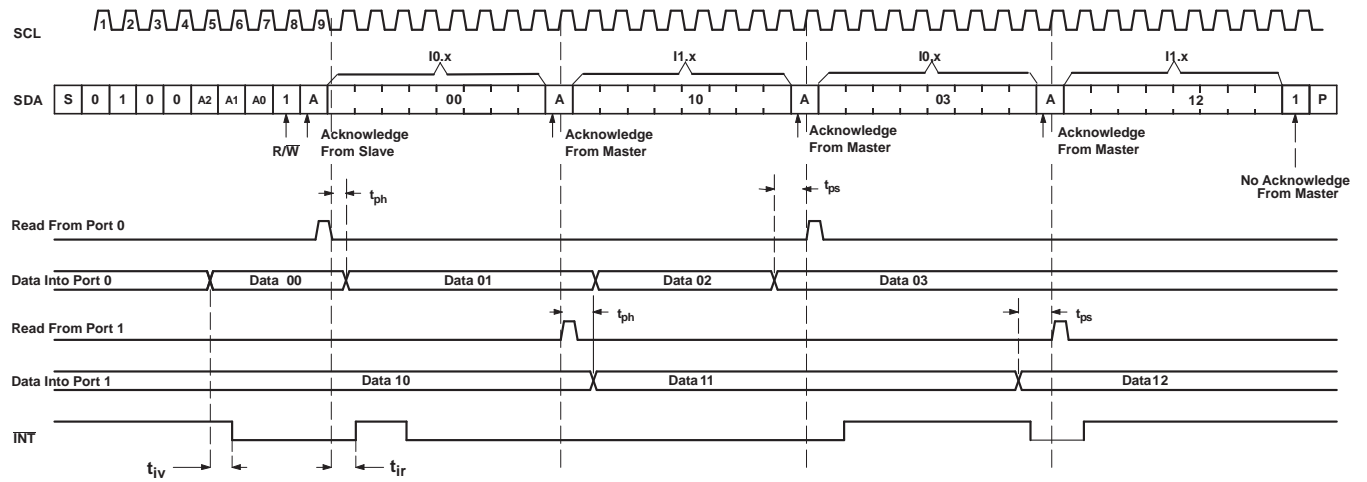 SCL 1 2 3 4 5 6 7 8 9
I0.x I1.x I0.x I1.x
SDA S 0 1 0 0 A2 A1 A0 1 A 00 A 10 A 03 A 12 1 P
R/W
Acknowledge
From Slave
Acknowledge
From Master
Acknowledge
From Master
Acknowledge
From Master
No Acknowledge
From Master
tph
tps
Read From Port 0
Data Into Port 0 Data 00 Data 01 Data 02 Data 03
tph
tps
Read From Port 1
Data Into Port 1 Data 10 Data 11 Data 12
INT
tiv
tir